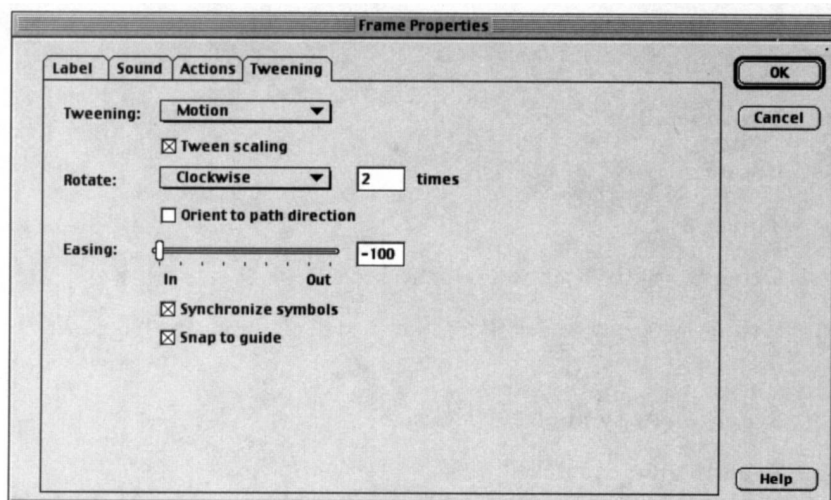 Frame Properties
Label Sound Actions Tweening
OK
Tweening: Motion
Cancel
Tween scaling
Rotate: Clockwise 2 times
Orient to path direction
Easing: -100
In Out
Synchronize symbols
Snap to guide
Help